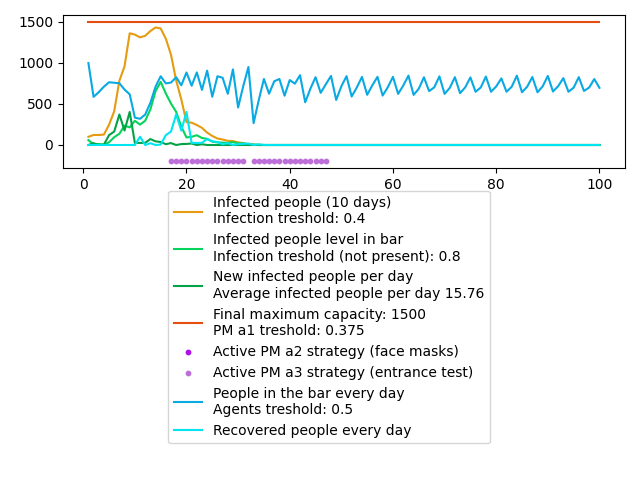 1500
1000
500
0
0
20
40
60
80
100
Infected people (10 days)
Infection treshold: 0.4
Infected people level in bar
Infection treshold (not present): 0.8
New infected people per day
Average infected people per day 15.76
Final maximum capacity: 1500
PM a1 treshold: 0.375
Active PM a2 strategy (face masks)
Active PM a3 strategy (entrance test)
People in the bar every day
Agents treshold: 0.5
Recovered people every day